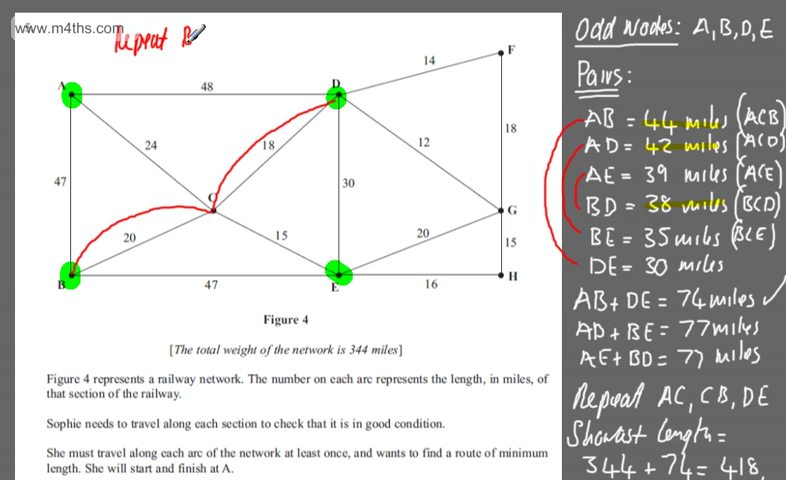 www.m4ths.com
Repeat B
A
48
D
14
F
24
18
12
18
47
C
30
G
20
15
20
15
B
47
E
16
H
Figure 4
[The total weight of the network is 344 miles]
Figure 4 represents a railway network. The number on each arc represents the length, in miles, of
that section of the railway.
Sophie needs to travel along each section to check that it is in good condition.
She must travel along each arc of the network at least once, and wants to find a route of minimum
length. She will start and finish at A.
Odd Nodes: A, B, D, E
Pairs:
AB = 44 miles (ACB)
AD = 42 miles (ACD)
AE = 39 miles (ACE)
BD = 38 miles (BCD)
BE = 35 miles (BCE)
DE = 30 miles
AB + DE = 74 miles ✓
AD + BE = 77 miles
AE + BD = 77 miles
Repeat AC, CB, DE
Shortest length =
344 + 74 = 418.